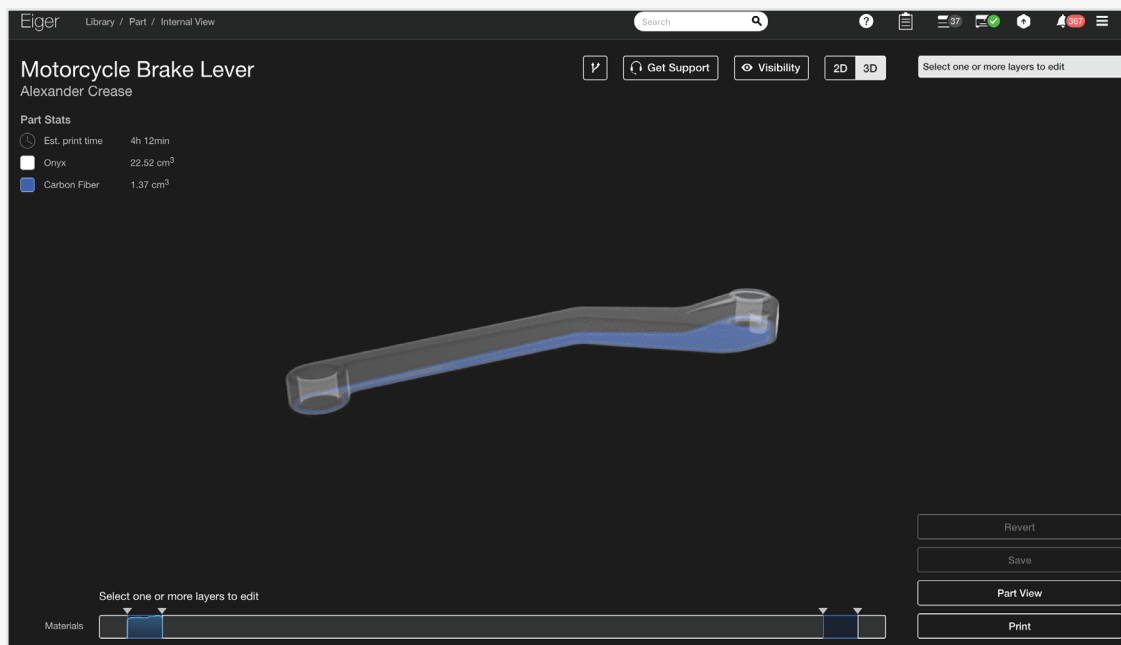 Eiger
Library / Part / Internal View
Search
?
37
367
Motorcycle Brake Lever
Alexander Crease
Get Support
Visibility
2D 3D
Select one or more layers to edit
Part Stats
Est. print time 4h 12min
Onyx 22.52 cm³
Carbon Fiber 1.37 cm³
Revert
Save
Part View
Print
Select one or more layers to edit
Materials